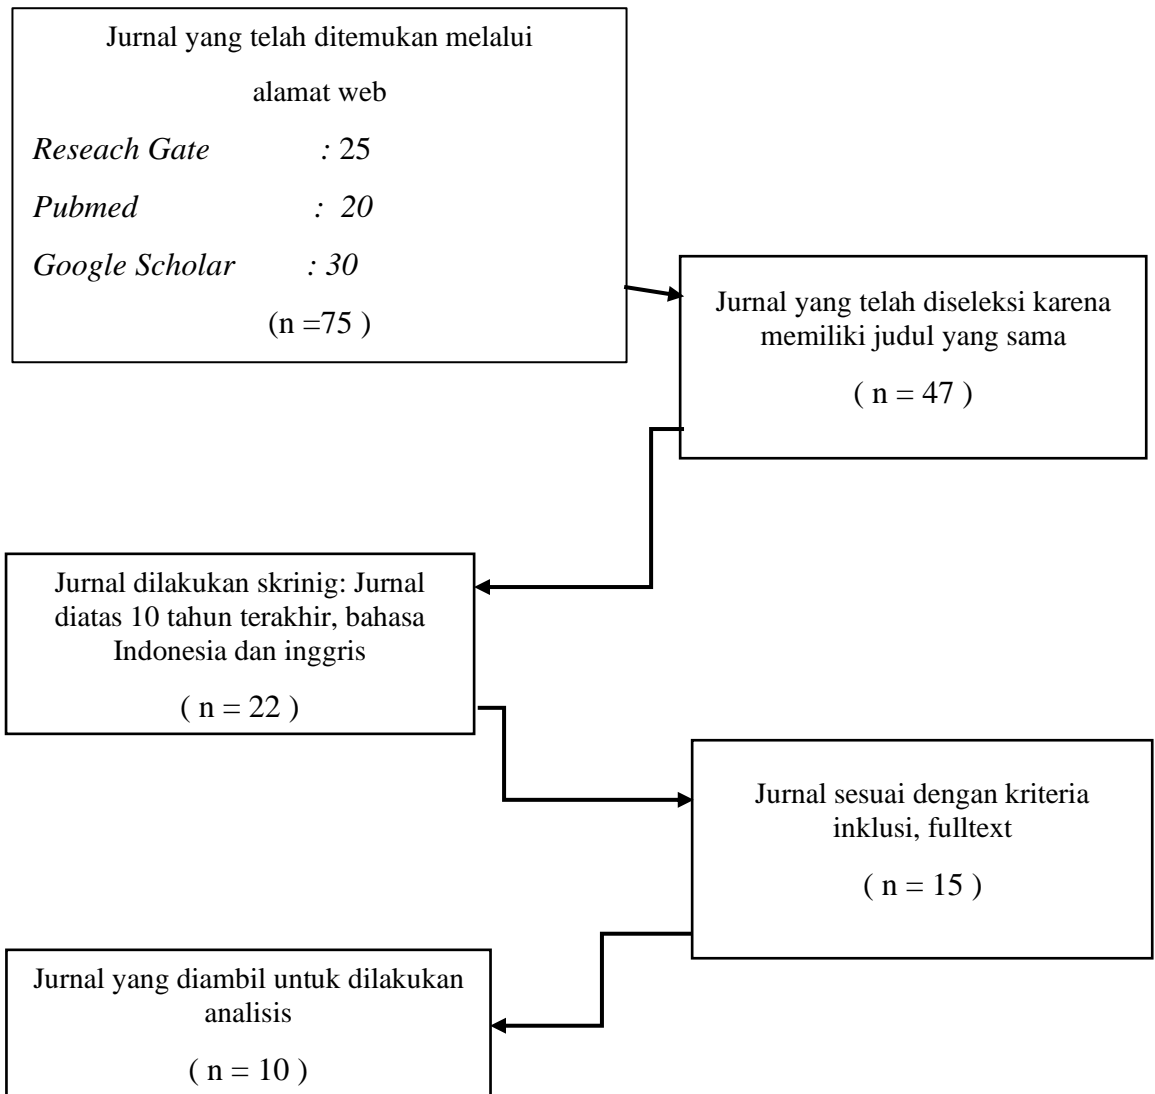 Jurnal yang telah ditemukan melalui
alamat web
Reseach Gate : 25
Pubmed : 20
Google Scholar : 30
(n =75 )
Jurnal yang telah diseleksi karena
memiliki judul yang sama
( n = 47 )
Jurnal dilakukan skrinig: Jurnal
diatas 10 tahun terakhir, bahasa
Indonesia dan inggris
( n = 22 )
Jurnal sesuai dengan kriteria
inklusi, fulltext
( n = 15 )
Jurnal yang diambil untuk dilakukan
analisis
( n = 10 )